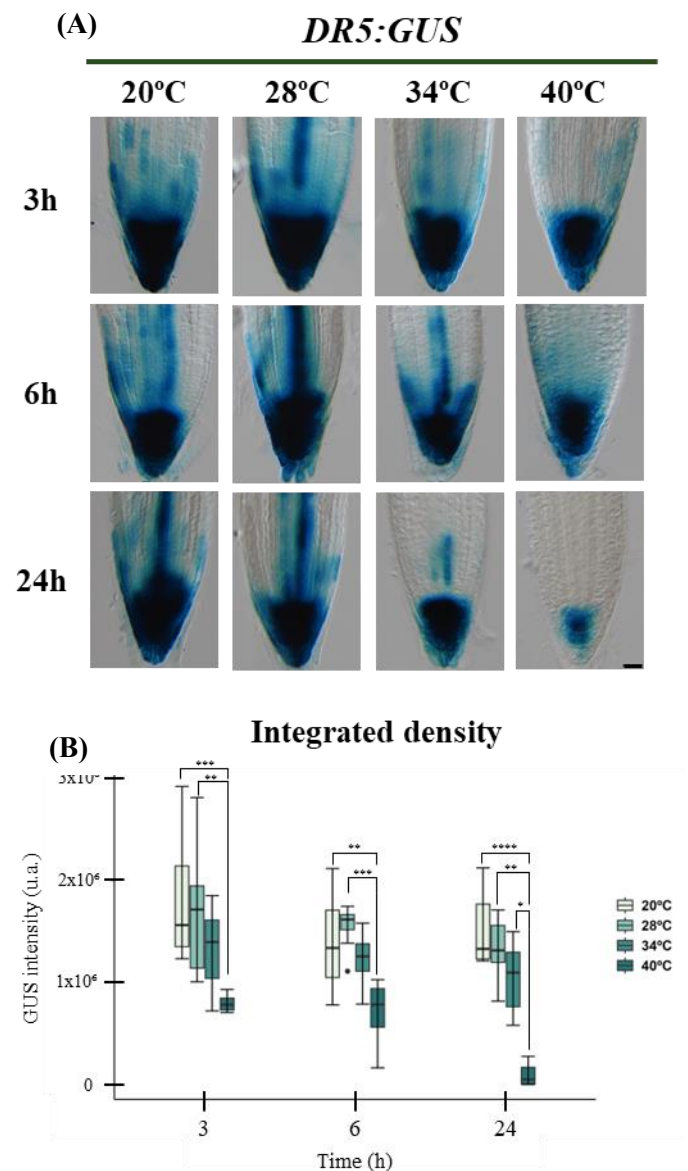 (A)
DR5:GUS
20ºC 28ºC 34ºC 40ºC
3h
6h
24h
(B)
Integrated density
GUS intensity (u.a.)
2x10⁶
1x10⁶
0
*** **
** ***
**** ** *
20ºC
28ºC
34ºC
40ºC
3 6 24
Time (h)